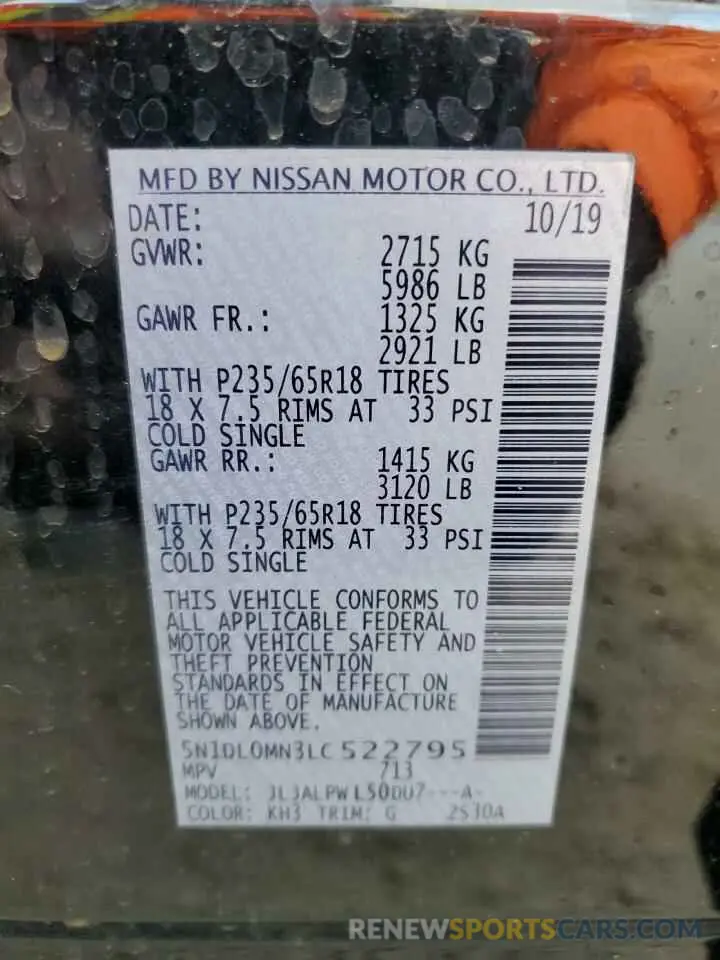 MFD BY NISSAN MOTOR CO., LTD.
DATE: 10/19
GVWR: 2715 KG
5986 LB
GAWR FR.: 1325 KG
2921 LB
WITH P235/65R18 TIRES
18 X 7.5 RIMS AT 33 PSI
COLD SINGLE
GAWR RR.: 1415 KG
3120 LB
WITH P235/65R18 TIRES
18 X 7.5 RIMS AT 33 PSI
COLD SINGLE
THIS VEHICLE CONFORMS TO
ALL APPLICABLE FEDERAL
MOTOR VEHICLE SAFETY AND
THEFT PREVENTION
STANDARDS IN EFFECT ON
THE DATE OF MANUFACTURE
SHOWN ABOVE.
5N1DL0MN3LC522795
MPV 713
MODEL: JLJALPWL50DU7---A-
COLOR: KH3 TRIM: G
RENEWSPORTSCARS.COM